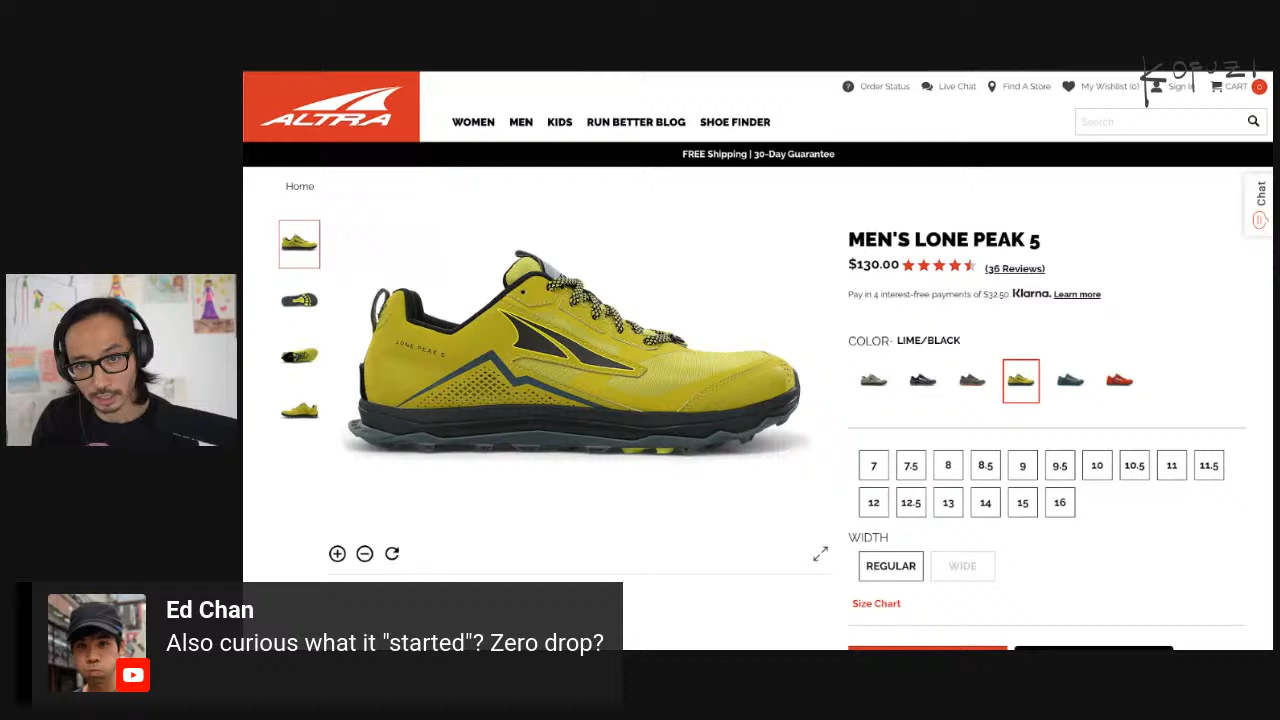 KOFUZI
Order Status Live Chat Find A Store My Wishlist (0) Sign In CART 0
ALTRA
WOMEN MEN KIDS RUN BETTER BLOG SHOE FINDER
Search
FREE Shipping | 30-Day Guarantee
Home
Chat
MEN'S LONE PEAK 5
$130.00 (36 Reviews)
Pay in 4 interest-free payments of $32.50. Klarna. Learn more
COLOR- LIME/BLACK
LONE PEAK 5
7 7.5 8 8.5 9 9.5 10 10.5 11 11.5
12 12.5 13 14 15 16
WIDTH
REGULAR WIDE
Size Chart
Ed Chan
Also curious what it "started"? Zero drop?